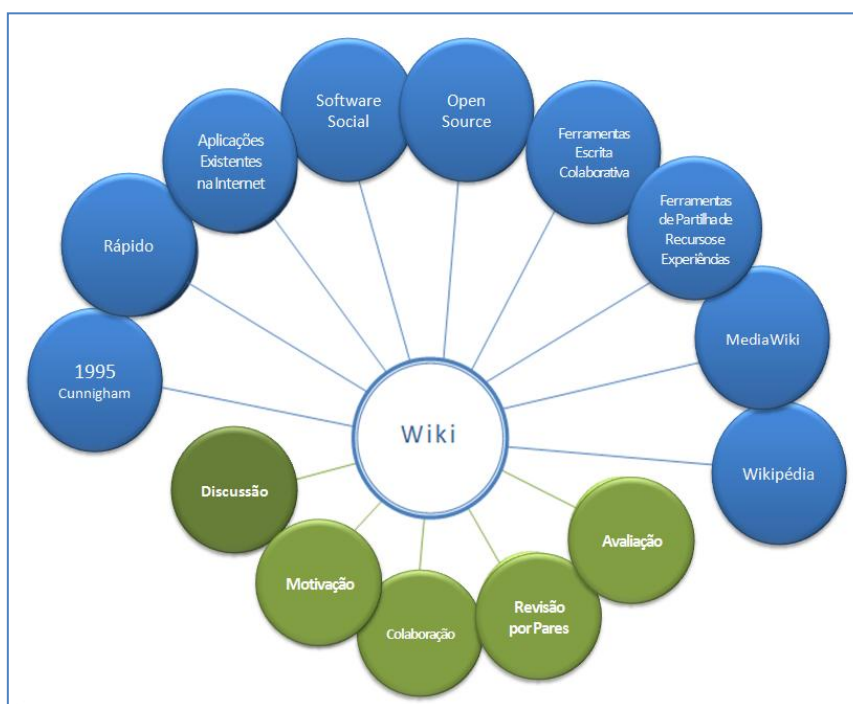 Software
Social
Open
Source
Aplicações
Existentes
na Internet
Ferramentas
Escrita
Colaborativa
Rápido
Ferramentas
de Partilha de
Recursos e
Experiências
1995
Cunnigham
MediaWiki
Wiki
Wikipédia
Discussão
Motivação
Colaboração
Revisão
por Pares
Avaliação